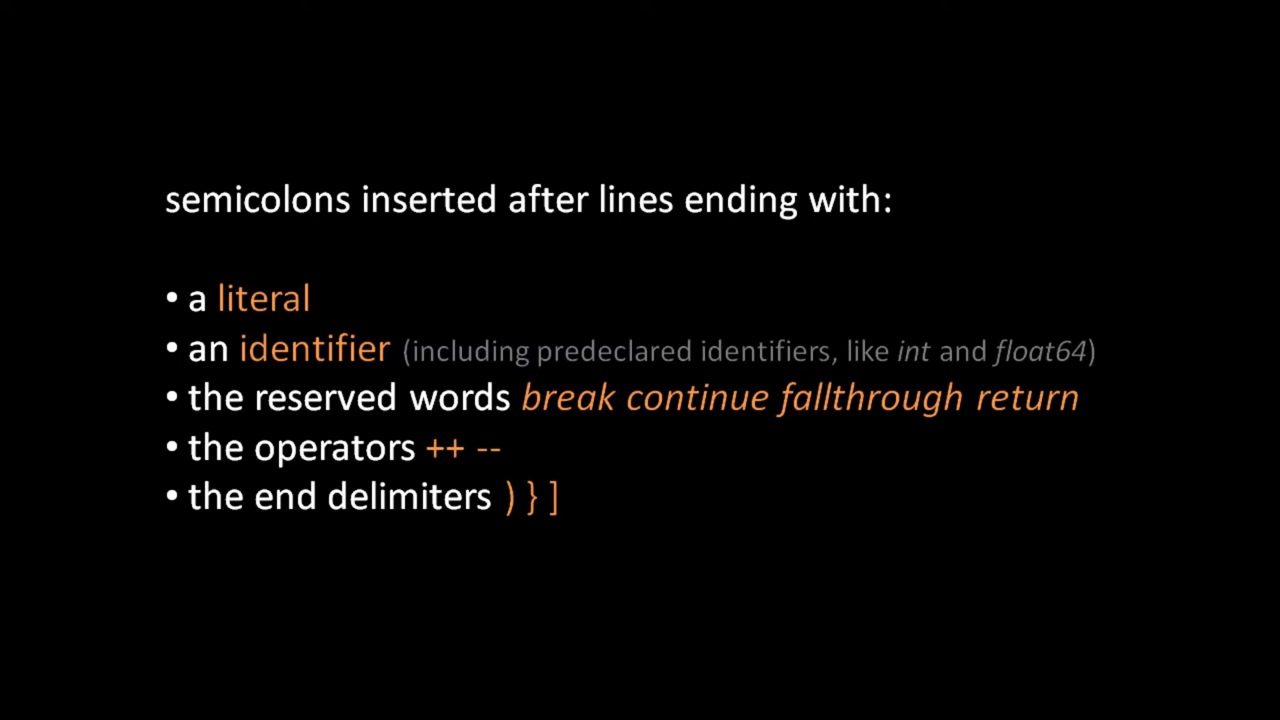 semicolons inserted after lines ending with:
• a literal
• an identifier (including predeclared identifiers, like int and float64)
• the reserved words break continue fallthrough return
• the operators ++ --
• the end delimiters ) } ]